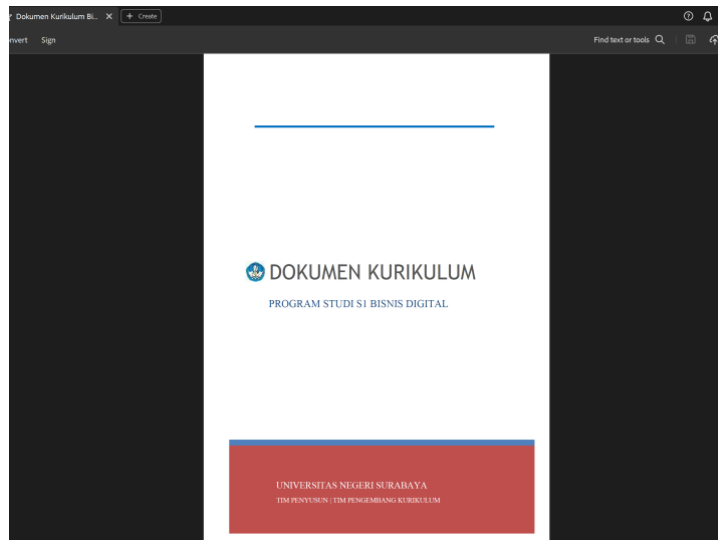 Dokumen Kurikulum Bi...
Create
Sign
Find text or tools
DOKUMEN KURIKULUM
PROGRAM STUDI S1 BISNIS DIGITAL
UNIVERSITAS NEGERI SURABAYA
TIM PENYUSUN | TIM PENGEMBANG KURIKULUM